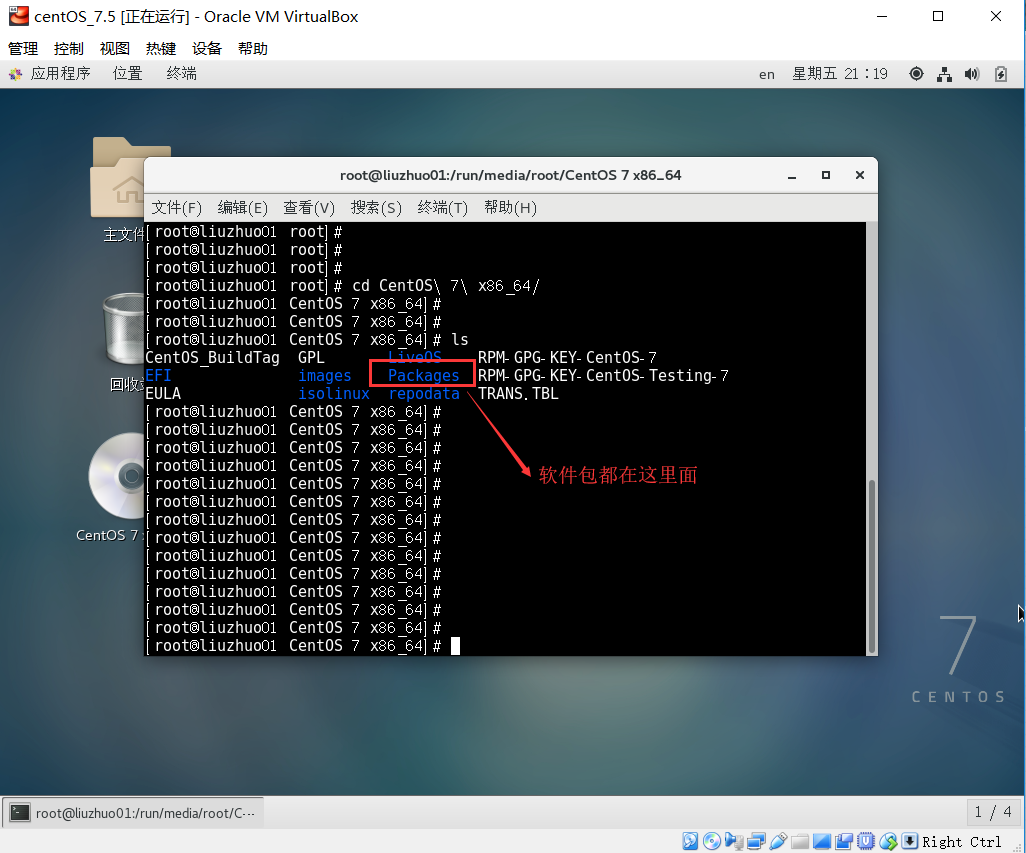 centOS_7.5 [正在运行] - Oracle VM VirtualBox
管理 控制 视图 热键 设备 帮助
应用程序 位置 终端 en 星期五 21:19
root@liuzhuo01:/run/media/root/CentOS 7 x86_64
文件(F) 编辑(E) 查看(V) 搜索(S) 终端(T) 帮助(H)
主文件
回收站
CentOS 7
[root@liuzhuo01 root]#
[root@liuzhuo01 root]#
[root@liuzhuo01 root]#
[root@liuzhuo01 root]# cd CentOS\ 7\ x86_64/
[root@liuzhuo01 CentOS 7 x86_64]#
[root@liuzhuo01 CentOS 7 x86_64]#
[root@liuzhuo01 CentOS 7 x86_64]# ls
CentOS_BuildTag GPL LiveOS RPM-GPG-KEY-CentOS-7
EFI images Packages RPM-GPG-KEY-CentOS-Testing-7
EULA isolinux repodata TRANS.TBL
[root@liuzhuo01 CentOS 7 x86_64]#
[root@liuzhuo01 CentOS 7 x86_64]#
[root@liuzhuo01 CentOS 7 x86_64]#
[root@liuzhuo01 CentOS 7 x86_64]#
软件包都在这里面
[root@liuzhuo01 CentOS 7 x86_64]#
[root@liuzhuo01 CentOS 7 x86_64]#
[root@liuzhuo01 CentOS 7 x86_64]#
[root@liuzhuo01 CentOS 7 x86_64]#
[root@liuzhuo01 CentOS 7 x86_64]#
[root@liuzhuo01 CentOS 7 x86_64]#
[root@liuzhuo01 CentOS 7 x86_64]#
[root@liuzhuo01 CentOS 7 x86_64]#
[root@liuzhuo01 CentOS 7 x86_64]#
[root@liuzhuo01 CentOS 7 x86_64]#
7
CENTOS
root@liuzhuo01:/run/media/root/C··· 1 / 4
Right Ctrl